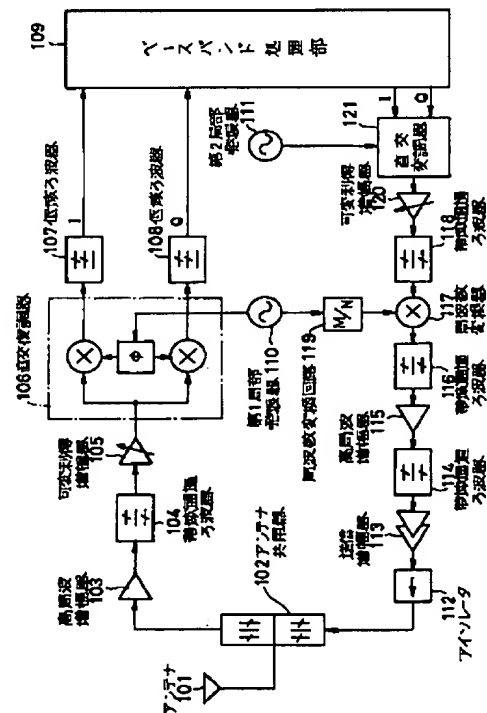 アンテナ
101
102 アンテナ
共用器
高周波
増幅器 103
104
帯域通過
ろ波器
可変利得
増幅器
105
106 直交復調器
Φ
107 低域ろ波器
I
108 低域ろ波器
Q
109
ベースバンド処理部
第1局部
発振器 110
周波数変換回路 119
M/N
第2局部
発振器
111
I
Q
121
直交
変調器
可変利得
増幅器
120
118
帯域通過
ろ波器
117
周波数
変換器
116
帯域通過
ろ波器
高周波
増幅器
115
114
帯域通過
ろ波器
送信
増幅器
113
112
アイソレータ